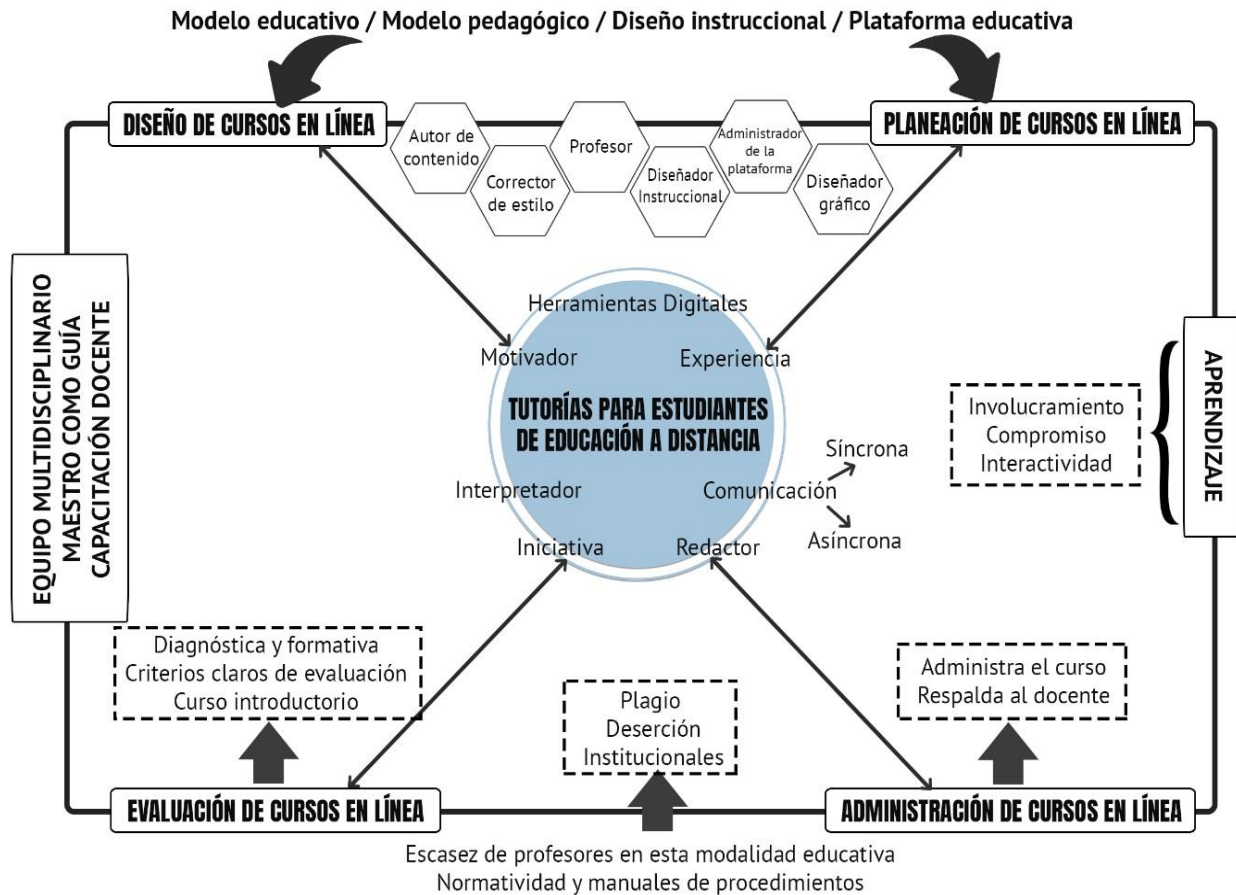 Modelo educativo / Modelo pedagógico / Diseño instruccional / Plataforma educativa
DISEÑO DE CURSOS EN LÍNEA
PLANEACIÓN DE CURSOS EN LÍNEA
Autor de
contenido
Corrector
de estilo
Profesor
Diseñador
Instruccional
Administrador
de la
plataforma
Diseñador
gráfico
EQUIPO MULTIDISCIPLINARIO
MAESTRO COMO GUÍA
CAPACITACIÓN DOCENTE
Herramientas Digitales
Motivador
Experiencia
TUTORÍAS PARA ESTUDIANTES
DE EDUCACIÓN A DISTANCIA
Interpretador
Comunicación
Síncrona
Asíncrona
Iniciativa
Redactor
Involucramiento
Compromiso
Interactividad
APRENDIZAJE
Diagnóstica y formativa
Criterios claros de evaluación
Curso introductorio
Plagio
Deserción
Institucionales
Administra el curso
Respalda al docente
EVALUACIÓN DE CURSOS EN LÍNEA
ADMINISTRACIÓN DE CURSOS EN LÍNEA
Escasez de profesores en esta modalidad educativa
Normatividad y manuales de procedimientos